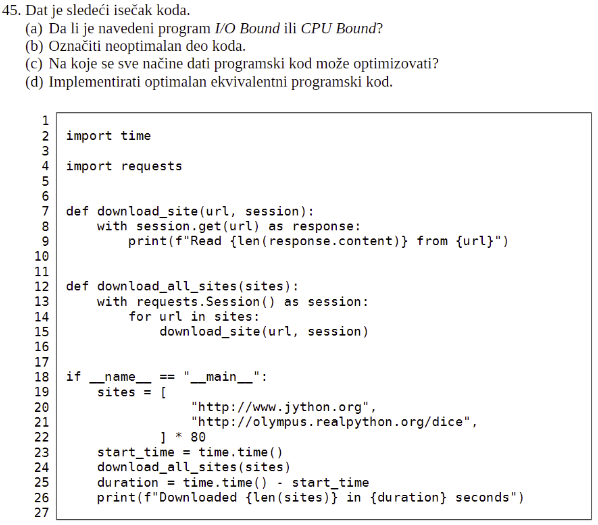 45. Dat je sledeći isečak koda.
(a) Da li je navedeni program I/O Bound ili CPU Bound?
(b) Označiti neoptimalan deo koda.
(c) Na koje se sve načine dati programski kod može optimizovati?
(d) Implementirati optimalan ekvivalentni programski kod.
1
2 import time
3
4 import requests
5
6
7 def download_site(url, session):
8     with session.get(url) as response:
9         print(f"Read {len(response.content)} from {url}")
10
11
12 def download_all_sites(sites):
13     with requests.Session() as session:
14         for url in sites:
15             download_site(url, session)
16
17
18 if __name__ == "__main__":
19     sites = [
20                 "http://www.jython.org",
21                 "http://olympus.realpython.org/dice",
22             ] * 80
23     start_time = time.time()
24     download_all_sites(sites)
25     duration = time.time() - start_time
26     print(f"Downloaded {len(sites)} in {duration} seconds")
27